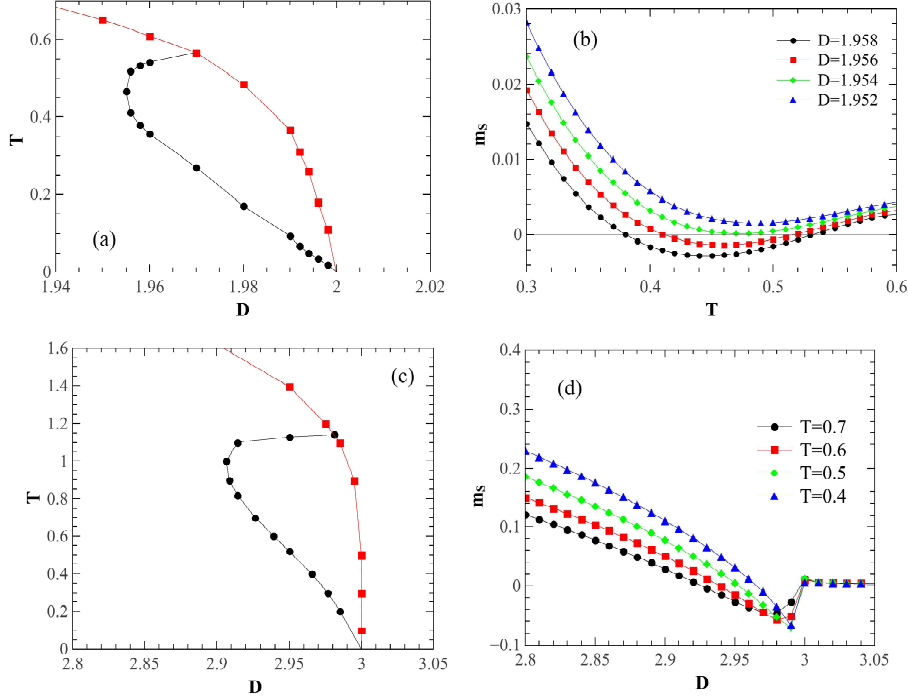 0.6
0.4
0.2
0
T
(a)
1.94
1.96
1.98
2
2.02
D
0.03
0.02
0.01
0
m_s
(b)
D=1.958
D=1.956
D=1.954
D=1.952
0.3
0.4
0.5
0.6
T
1.6
1.4
1.2
1
0.8
0.6
0.4
0.2
0
T
(c)
2.8
2.85
2.9
2.95
3
3.05
D
0.4
0.3
0.2
0.1
0
−0.1
m_s
(d)
T=0.7
T=0.6
T=0.5
T=0.4
2.8
2.85
2.9
2.95
3
3.05
D